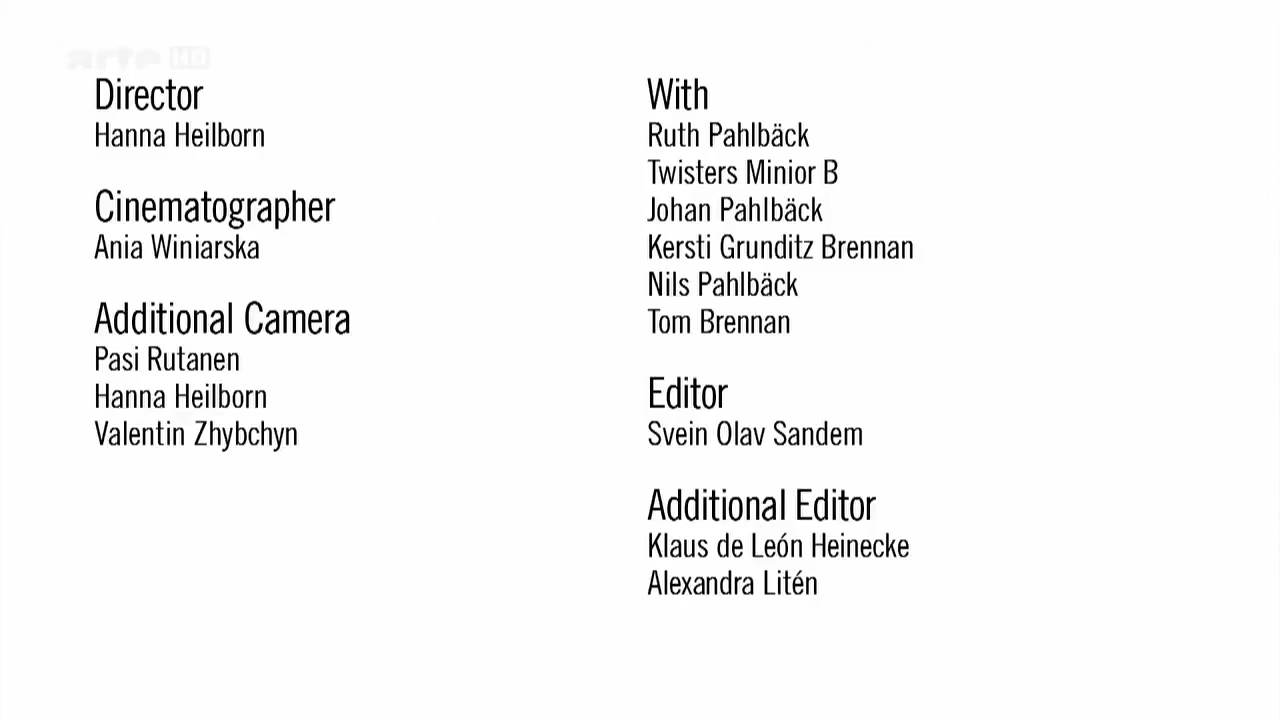 arte HD
Director
Hanna Heilborn
Cinematographer
Ania Winiarska
Additional Camera
Pasi Rutanen
Hanna Heilborn
Valentin Zhybchyn
With
Ruth Pahlbäck
Twisters Minior B
Johan Pahlbäck
Kersti Grunditz Brennan
Nils Pahlbäck
Tom Brennan
Editor
Svein Olav Sandem
Additional Editor
Klaus de León Heinecke
Alexandra Litén